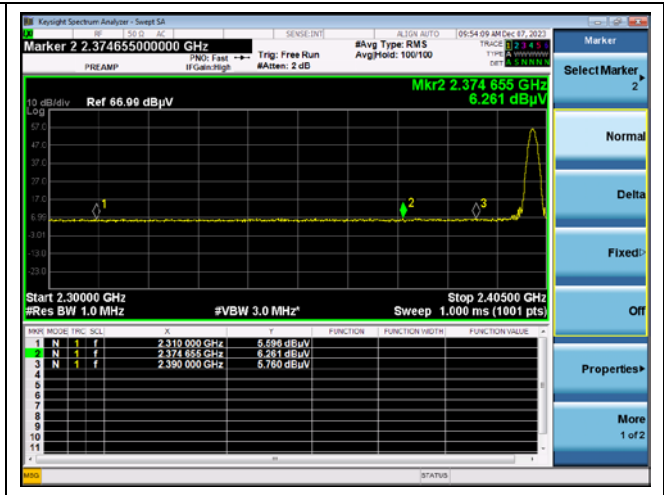 Keysight Spectrum Analyzer - Swept SA
RF 50 Ω AC SENSE:INT ALIGN AUTO 09:54:09 AM Dec 07, 2023
Marker 2 2.374655000000 GHz
PREAMP
PNO: Fast
IFGain:High
Trig: Free Run
#Atten: 2 dB
#Avg Type: RMS
Avg|Hold: 100/100
TRACE 1 2 3 4 5 6
TYPE A WWWWW
DET A S N N N N
Mkr2 2.374 655 GHz
6.261 dBµV
10 dB/div Ref 66.99 dBµV
Log
57.0
47.0
37.0
27.0
17.0
6.99
-3.01
-13.0
-23.0
1
2
3
Start 2.30000 GHz Stop 2.40500 GHz
#Res BW 1.0 MHz #VBW 3.0 MHz* Sweep 1.000 ms (1001 pts)
MKR MODE TRC SCL X Y FUNCTION FUNCTION WIDTH FUNCTION VALUE
1 N 1 f 2.310 000 GHz 5.596 dBuV
2 N 1 f 2.374 655 GHz 6.261 dBuV
3 N 1 f 2.390 000 GHz 5.760 dBuV
4
5
6
7
8
9
10
11
MSG STATUS
Marker
Select Marker
2
Normal
Delta
Fixed
Off
Properties
More
1 of 2